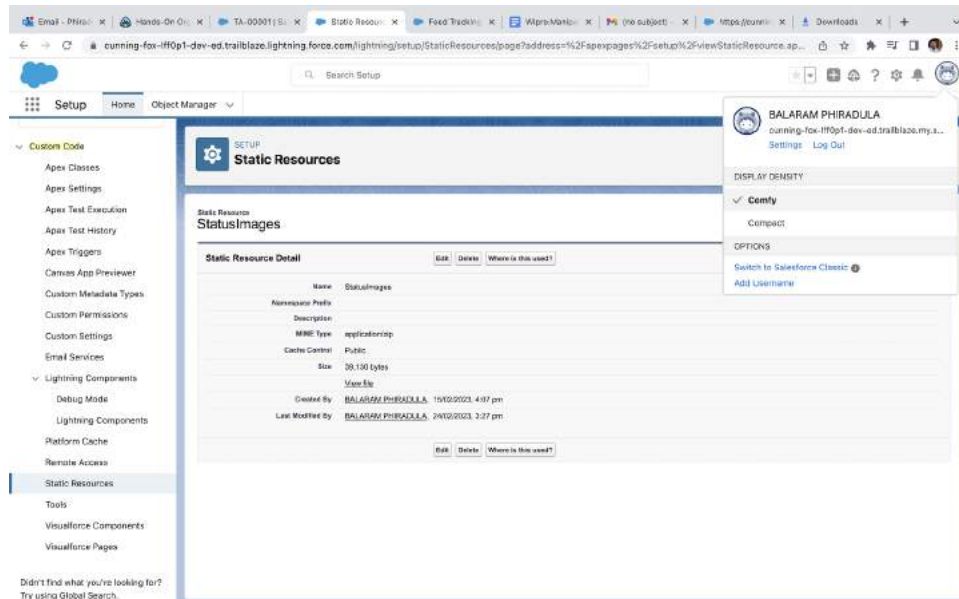 Email - Phirad
Hands-On Or
TA-00001 | S
Static Resourc
Feed Tracking
Wipro:Manip
(no subject) -
https://cunnin
Downloads
cunning-fox-lff0p1-dev-ed.trailblaze.lightning.force.com/lightning/setup/StaticResources/page?address=%2Fapexpages%2Fsetup%2FviewStaticResource.ap...
Search Setup
Setup Home Object Manager
Custom Code
Apex Classes
Apex Settings
Apex Test Execution
Apex Test History
Apex Triggers
Canvas App Previewer
Custom Metadata Types
Custom Permissions
Custom Settings
Email Services
Lightning Components
Debug Mode
Lightning Components
Platform Cache
Remote Access
Static Resources
Tools
Visualforce Components
Visualforce Pages
Didn't find what you're looking for?
Try using Global Search.
SETUP
Static Resources
Static Resource
StatusImages
Static Resource Detail Edit Delete Where is this used?
Name StatusImages
Namespace Prefix
Description
MIME Type application/zip
Cache Control Public
Size 39,130 bytes
View file
Created By BALARAM PHIRADULA, 15/02/2023, 4:07 pm
Last Modified By BALARAM PHIRADULA, 24/02/2023, 3:27 pm
Edit Delete Where is this used?
BALARAM PHIRADULA
cunning-fox-lff0p1-dev-ed.trailblaze.my.s...
Settings Log Out
DISPLAY DENSITY
Comfy
Compact
OPTIONS
Switch to Salesforce Classic
Add Username